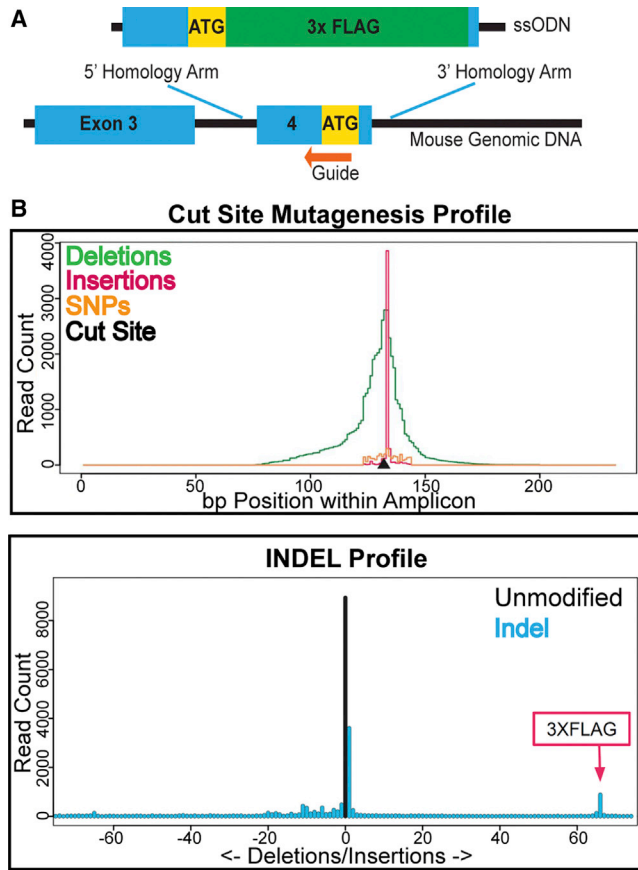 A
ATG 3x FLAG ssODN
5' Homology Arm 3' Homology Arm
Exon 3 4 ATG
Mouse Genomic DNA
Guide
B
Cut Site Mutagenesis Profile
Deletions
Insertions
SNPs
Cut Site
Read Count
0 1000 2000 3000 4000
0 50 100 150 200
bp Position within Amplicon
INDEL Profile
Unmodified
Indel
3XFLAG
Read Count
0 2000 4000 6000 8000
-60 -40 -20 0 20 40 60
<- Deletions/Insertions ->